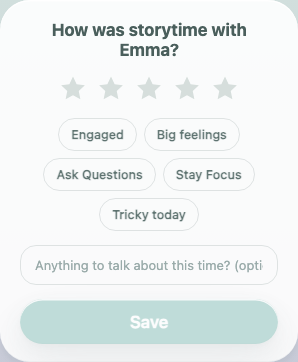 How was storytime with
Emma?
Engaged
Big feelings
Ask Questions
Stay Focus
Tricky today
Anything to talk about this time? (opti
Save